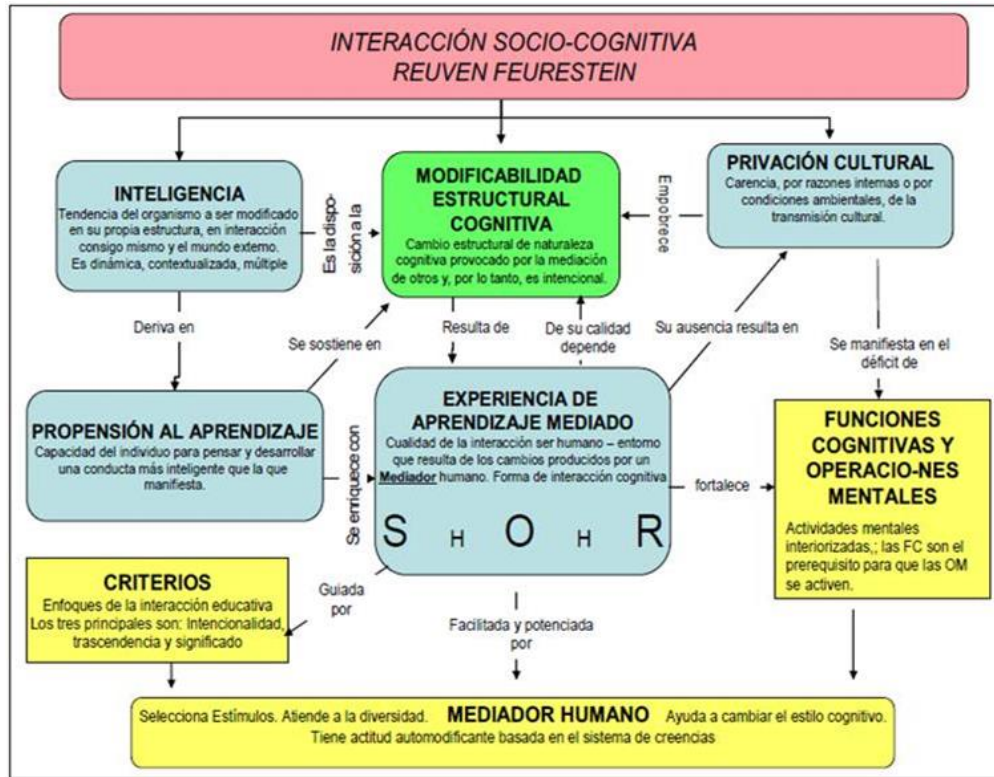 INTERACCIÓN SOCIO-COGNITIVA
REUVEN FEURESTEIN
INTELIGENCIA
Tendencia del organismo a ser modificado
en su propia estructura, en interacción
consigo mismo y el mundo externo.
Es dinámica, contextualizada, múltiple
Es la dispo-
sición a la
MODIFICABILIDAD
ESTRUCTURAL
COGNITIVA
Cambio estructural de naturaleza
cognitiva provocado por la mediación
de otros y, por lo tanto, es intencional.
Empobrece
PRIVACIÓN CULTURAL
Carencia, por razones internas o por
condiciones ambientales, de la
transmisión cultural.
Deriva en
Se sostiene en
Resulta de
De su calidad
depende
Su ausencia resulta en
Se manifiesta en el
déficit de
PROPENSIÓN AL APRENDIZAJE
Capacidad del individuo para pensar y desarrollar
una conducta más inteligente que la que
manifiesta.
Se enriquece con
EXPERIENCIA DE
APRENDIZAJE MEDIADO
Cualidad de la interacción ser humano – entorno
que resulta de los cambios producidos por un
Mediador humano. Forma de interacción cognitiva
S H O H R
fortalece
FUNCIONES
COGNITIVAS Y
OPERACIO-NES
MENTALES
Actividades mentales
interiorizadas,; las FC son el
prerequisito para que las OM
se activen.
CRITERIOS
Enfoques de la interacción educativa
Los tres principales son: Intencionalidad,
trascendencia y significado
Guiada
por
Facilitada y potenciada
por
Selecciona Estímulos. Atiende a la diversidad. MEDIADOR HUMANO Ayuda a cambiar el estilo cognitivo.
Tiene actitud automodificante basada en el sistema de creencias